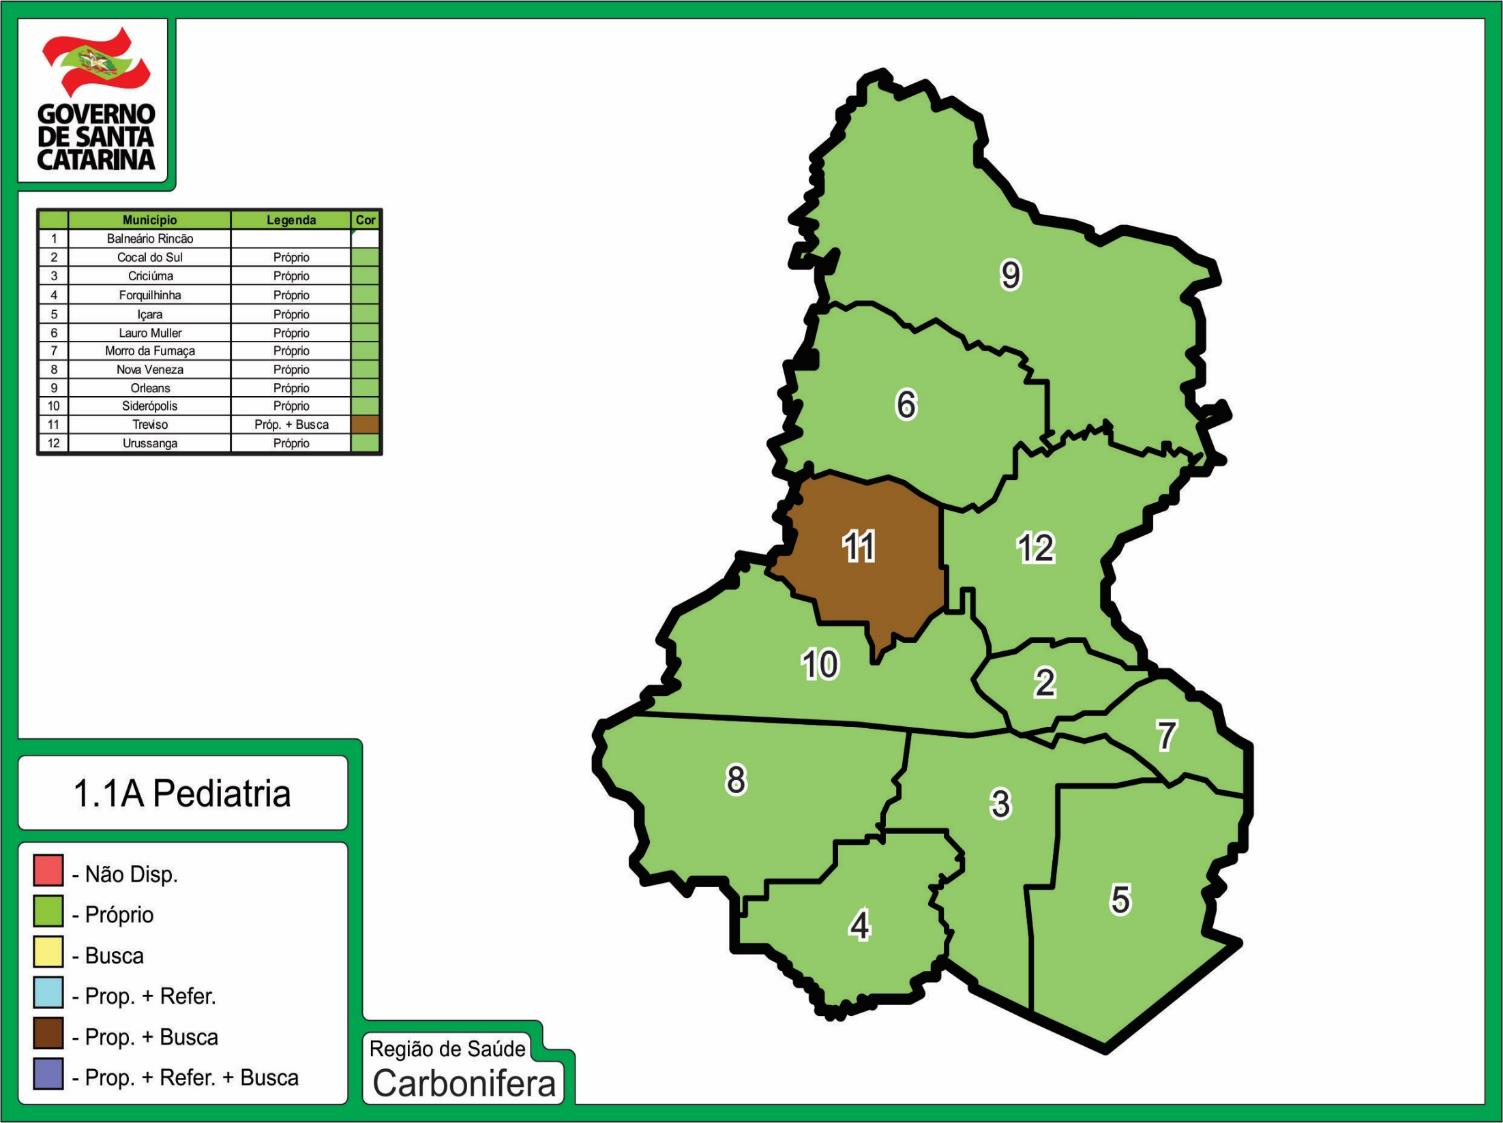 GOVERNO
DE SANTA
CATARINA
Município Legenda Cor
1 Balneário Rincão
2 Cocal do Sul Próprio
3 Criciúma Próprio
4 Forquilhinha Próprio
5 Içara Próprio
6 Lauro Muller Próprio
7 Morro da Fumaça Próprio
8 Nova Veneza Próprio
9 Orleans Próprio
10 Siderópolis Próprio
11 Treviso Próp. + Busca
12 Urussanga Próprio
9
6
11
12
10
2
7
8
3
5
4
1.1A Pediatria
- Não Disp.
- Próprio
- Busca
- Prop. + Refer.
- Prop. + Busca
- Prop. + Refer. + Busca
Região de Saúde
Carbonifera